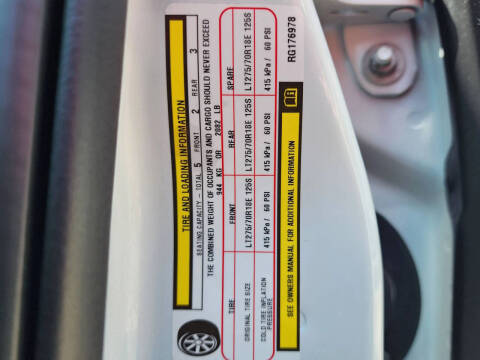 TIRE AND LOADING INFORMATION
SEATING CAPACITY - TOTAL 5 FRONT 2 REAR 3
THE COMBINED WEIGHT OF OCCUPANTS AND CARGO SHOULD NEVER EXCEED
944 KG OR 2082 LB
TIRE FRONT REAR SPARE
ORIGINAL TIRE SIZE LT275/70R18E 125S LT275/70R18E 125S LT275/70R18E 125S
COLD TIRE INFLATION PRESSURE 415 kPa / 60 PSI 415 kPa / 60 PSI 415 kPa / 60 PSI
SEE OWNERS MANUAL FOR ADDITIONAL INFORMATION
RG176978